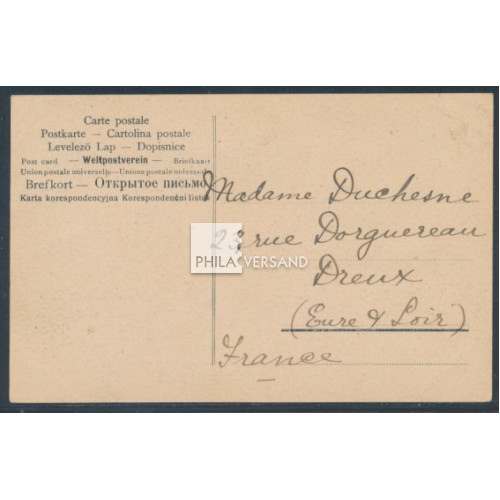 Carte postale
Postkarte — Cartolina postale
Levelező Lap — Dopisnice
Post card — Weltpostverein — Briefkaart
Union postale universelle — Unione postale universale
Brefkort — Открытое письмо
Karta korespondencyjna Korespondenční listek
Madame Duchesne
23 rue Dorguereau
Dreux
(Eure & Loir)
France
PHILA VERSAND